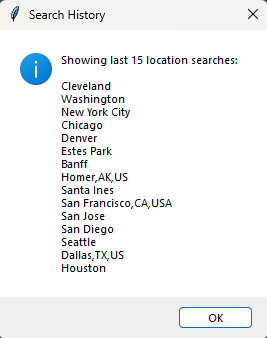 Search History
Showing last 15 location searches:
Cleveland
Washington
New York City
Chicago
Denver
Estes Park
Banff
Homer,AK,US
Santa Ines
San Francisco,CA,USA
San Jose
San Diego
Seattle
Dallas,TX,US
Houston
OK